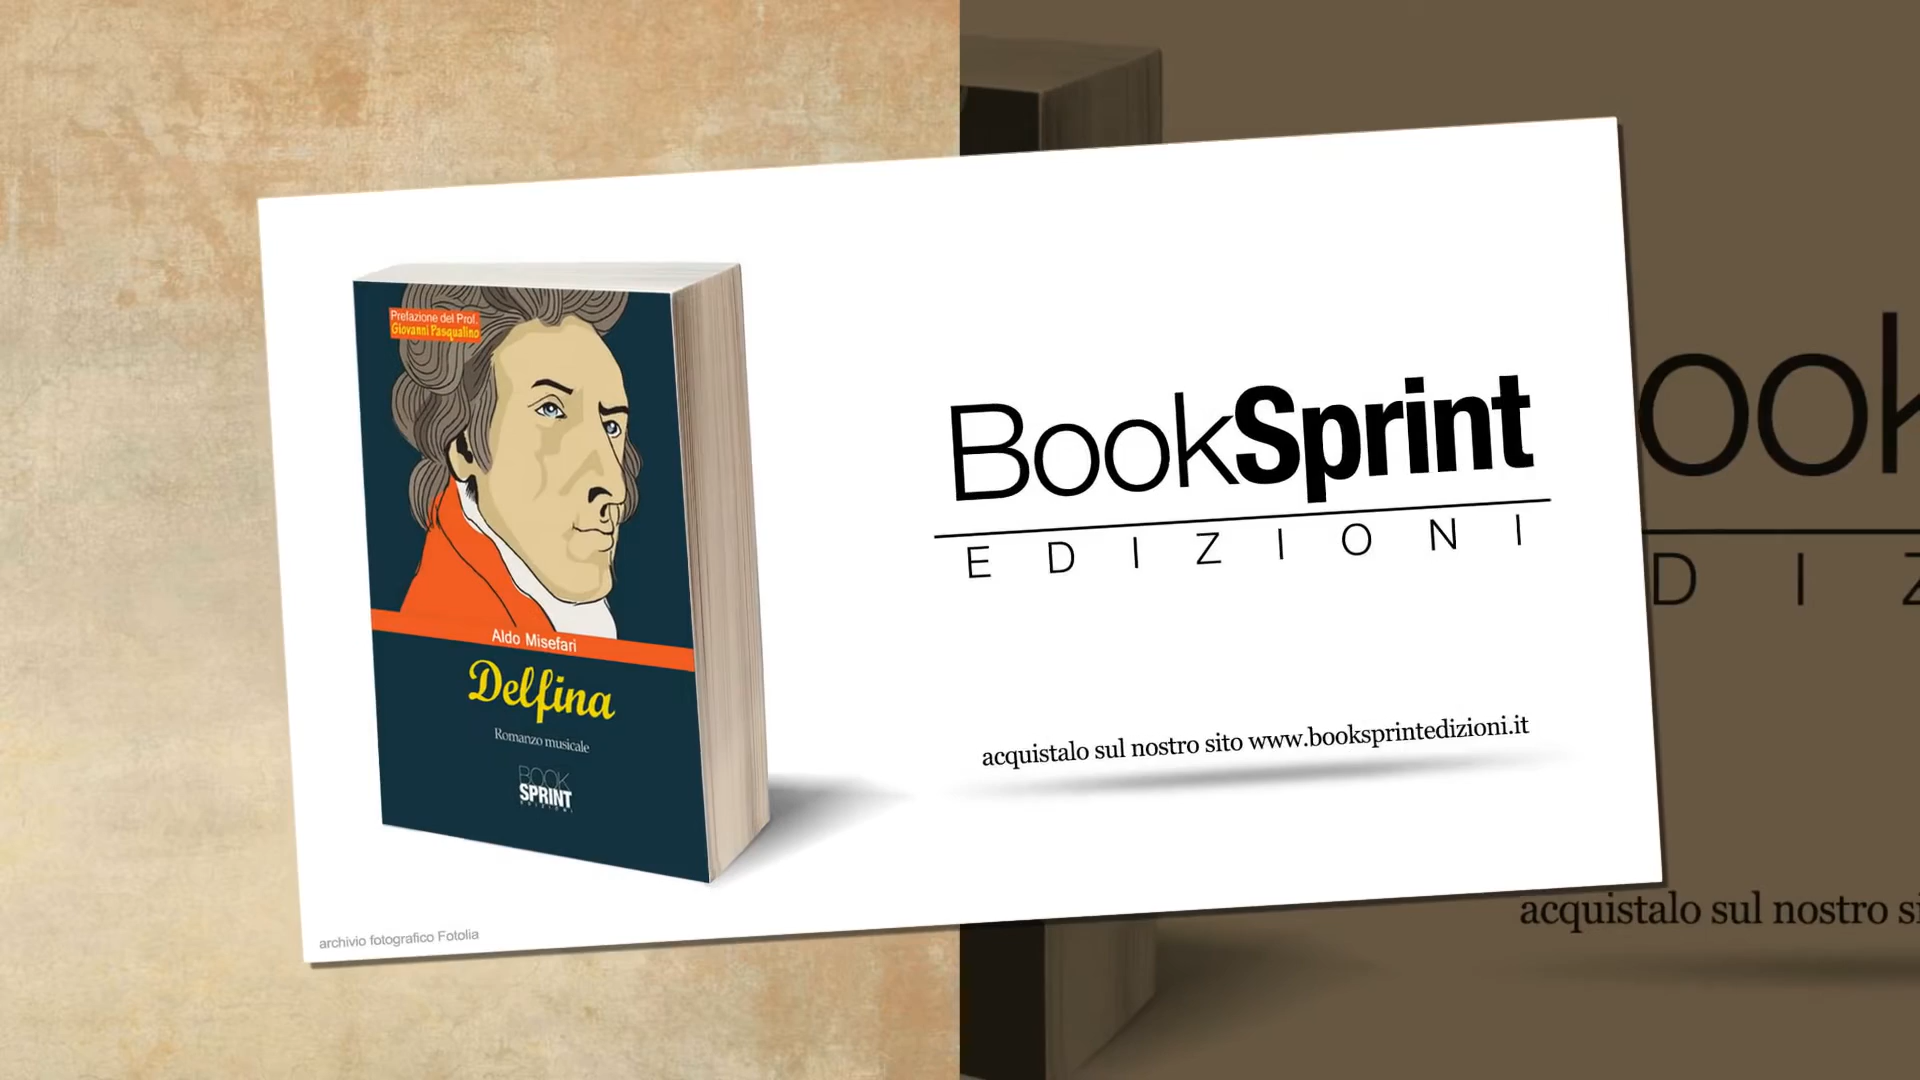 Prefazione del Prof.
Giovanni Pasqualino
Aldo Misefari
Delfina
Romanzo musicale
BOOK
SPRINT
EDIZIONI
BookSprint
EDIZIONI
acquistalo sul nostro sito www.booksprintedizioni.it
archivio fotografico Fotolia
ook
DIZ
acquistalo sul nostro si